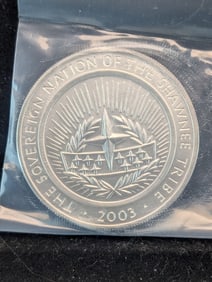 THE SOVEREIGN NATION OF THE SHAWNEE TRIBE
· 2003 ·